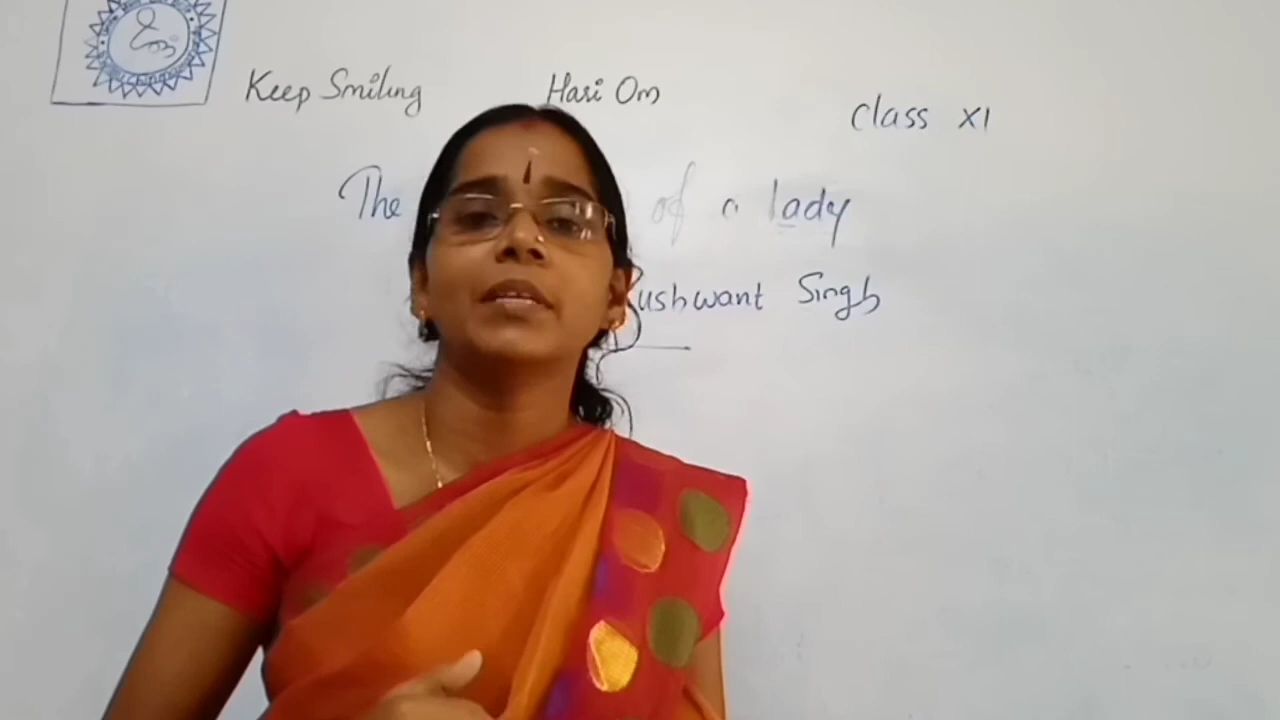 Keep Smiling Hari Om
Class XI
The of a lady
ushwant Singh